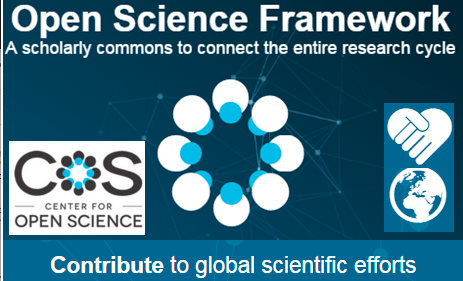 Open Science Framework
A scholarly commons to connect the entire research cycle
COS
CENTER FOR
OPEN SCIENCE
Contribute to global scientific efforts